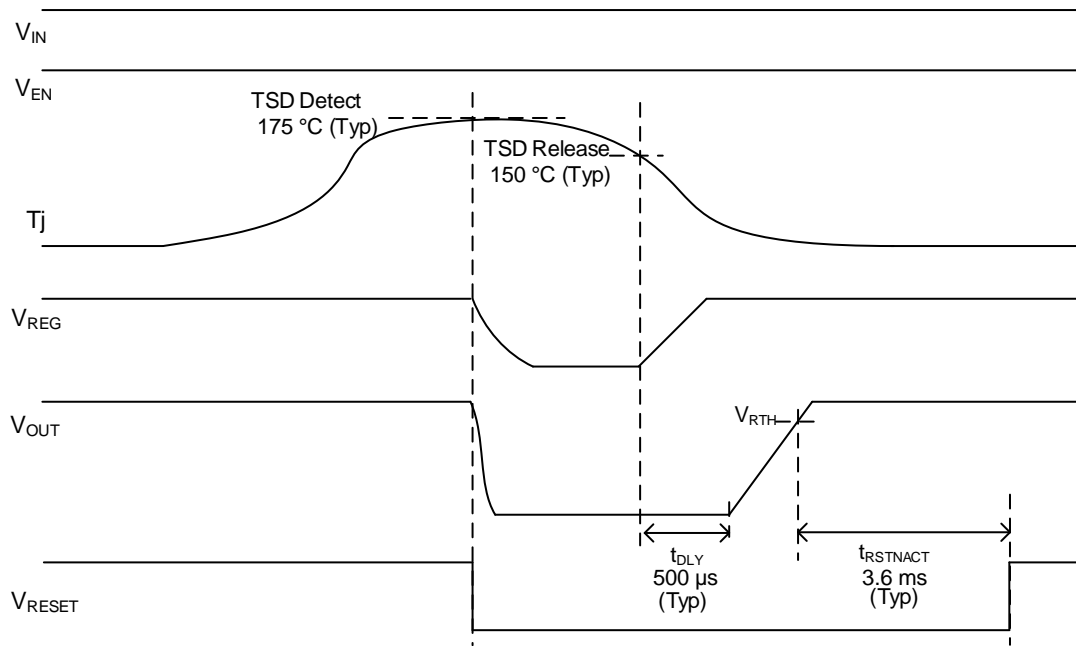 VIN
VEN
TSD Detect
175 °C (Typ)
TSD Release
150 °C (Typ)
Tj
VREG
VOUT
VRTH
tDLY
500 µs
(Typ)
tRSTNACT
3.6 ms
(Typ)
VRESET